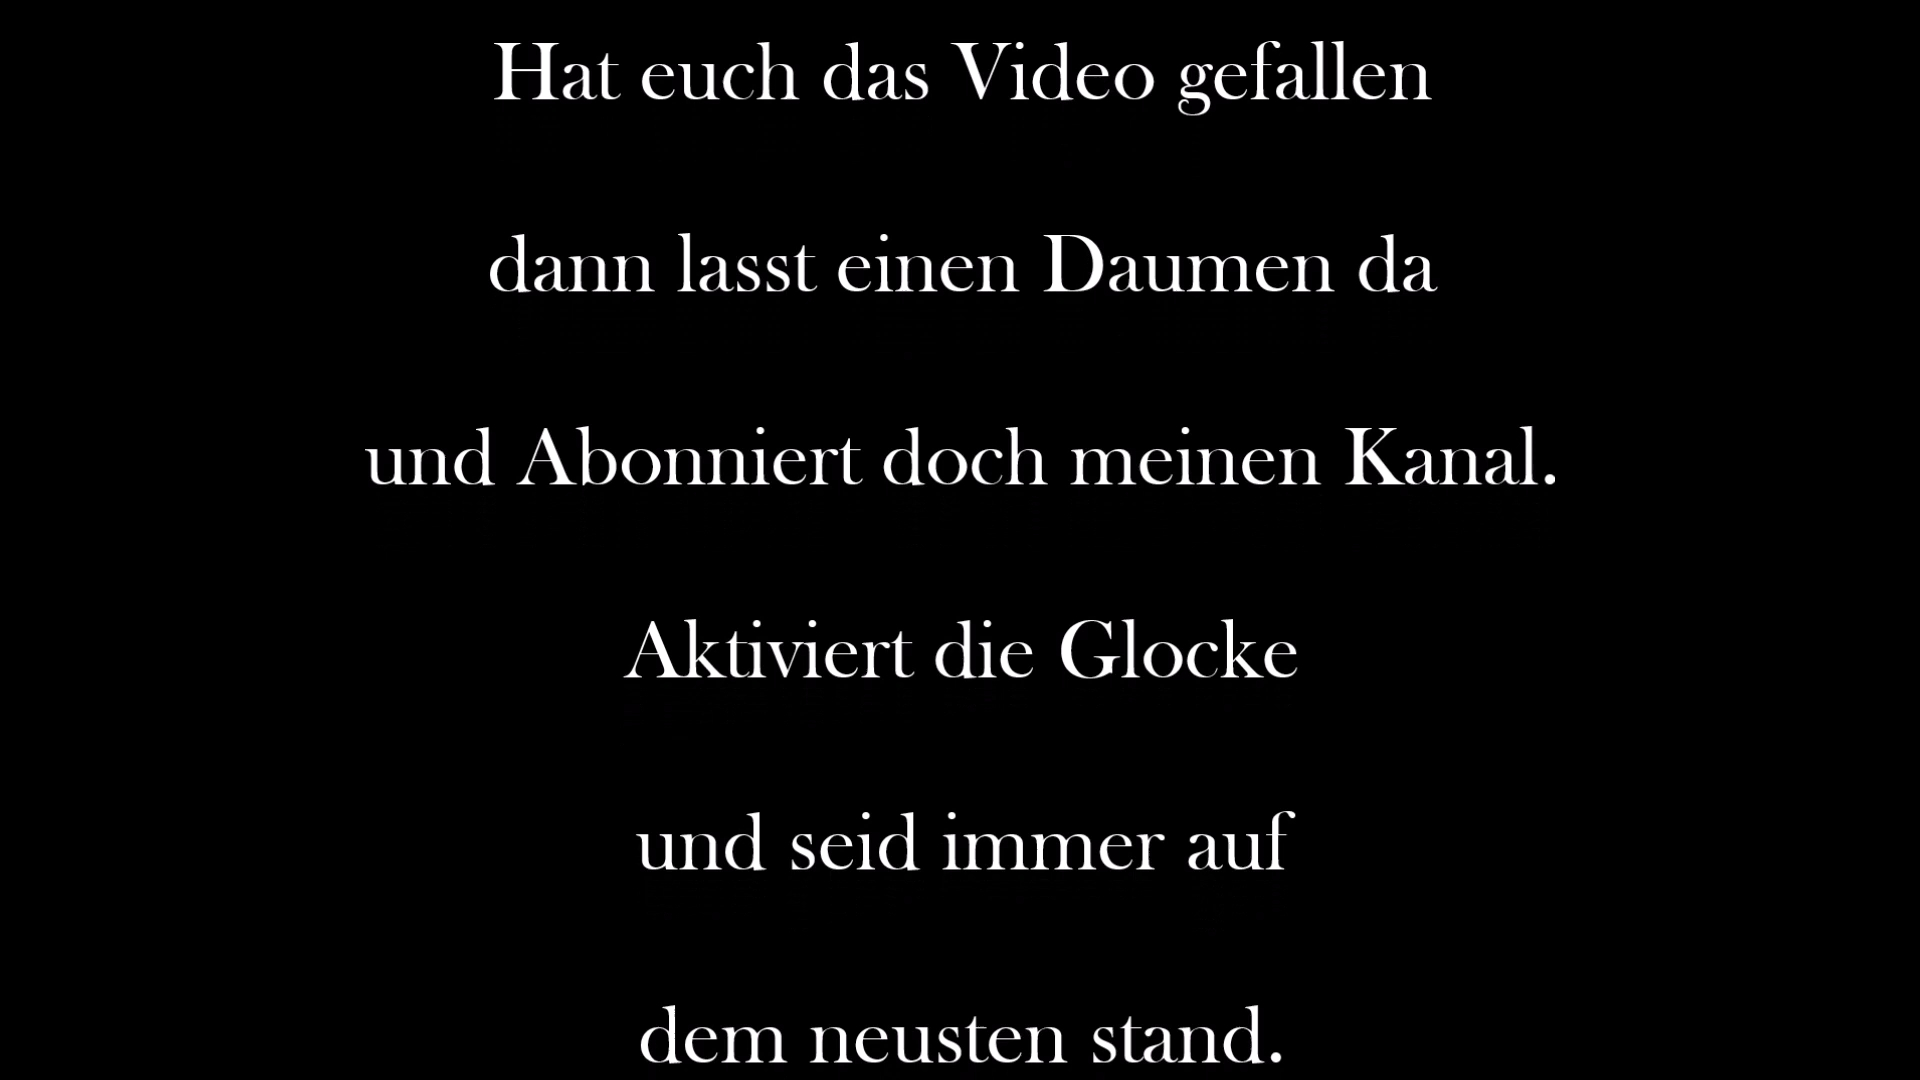 Hat euch das Video gefallen
dann lasst einen Daumen da
und Abonniert doch meinen Kanal.
Aktiviert die Glocke
und seid immer auf
dem neusten stand.